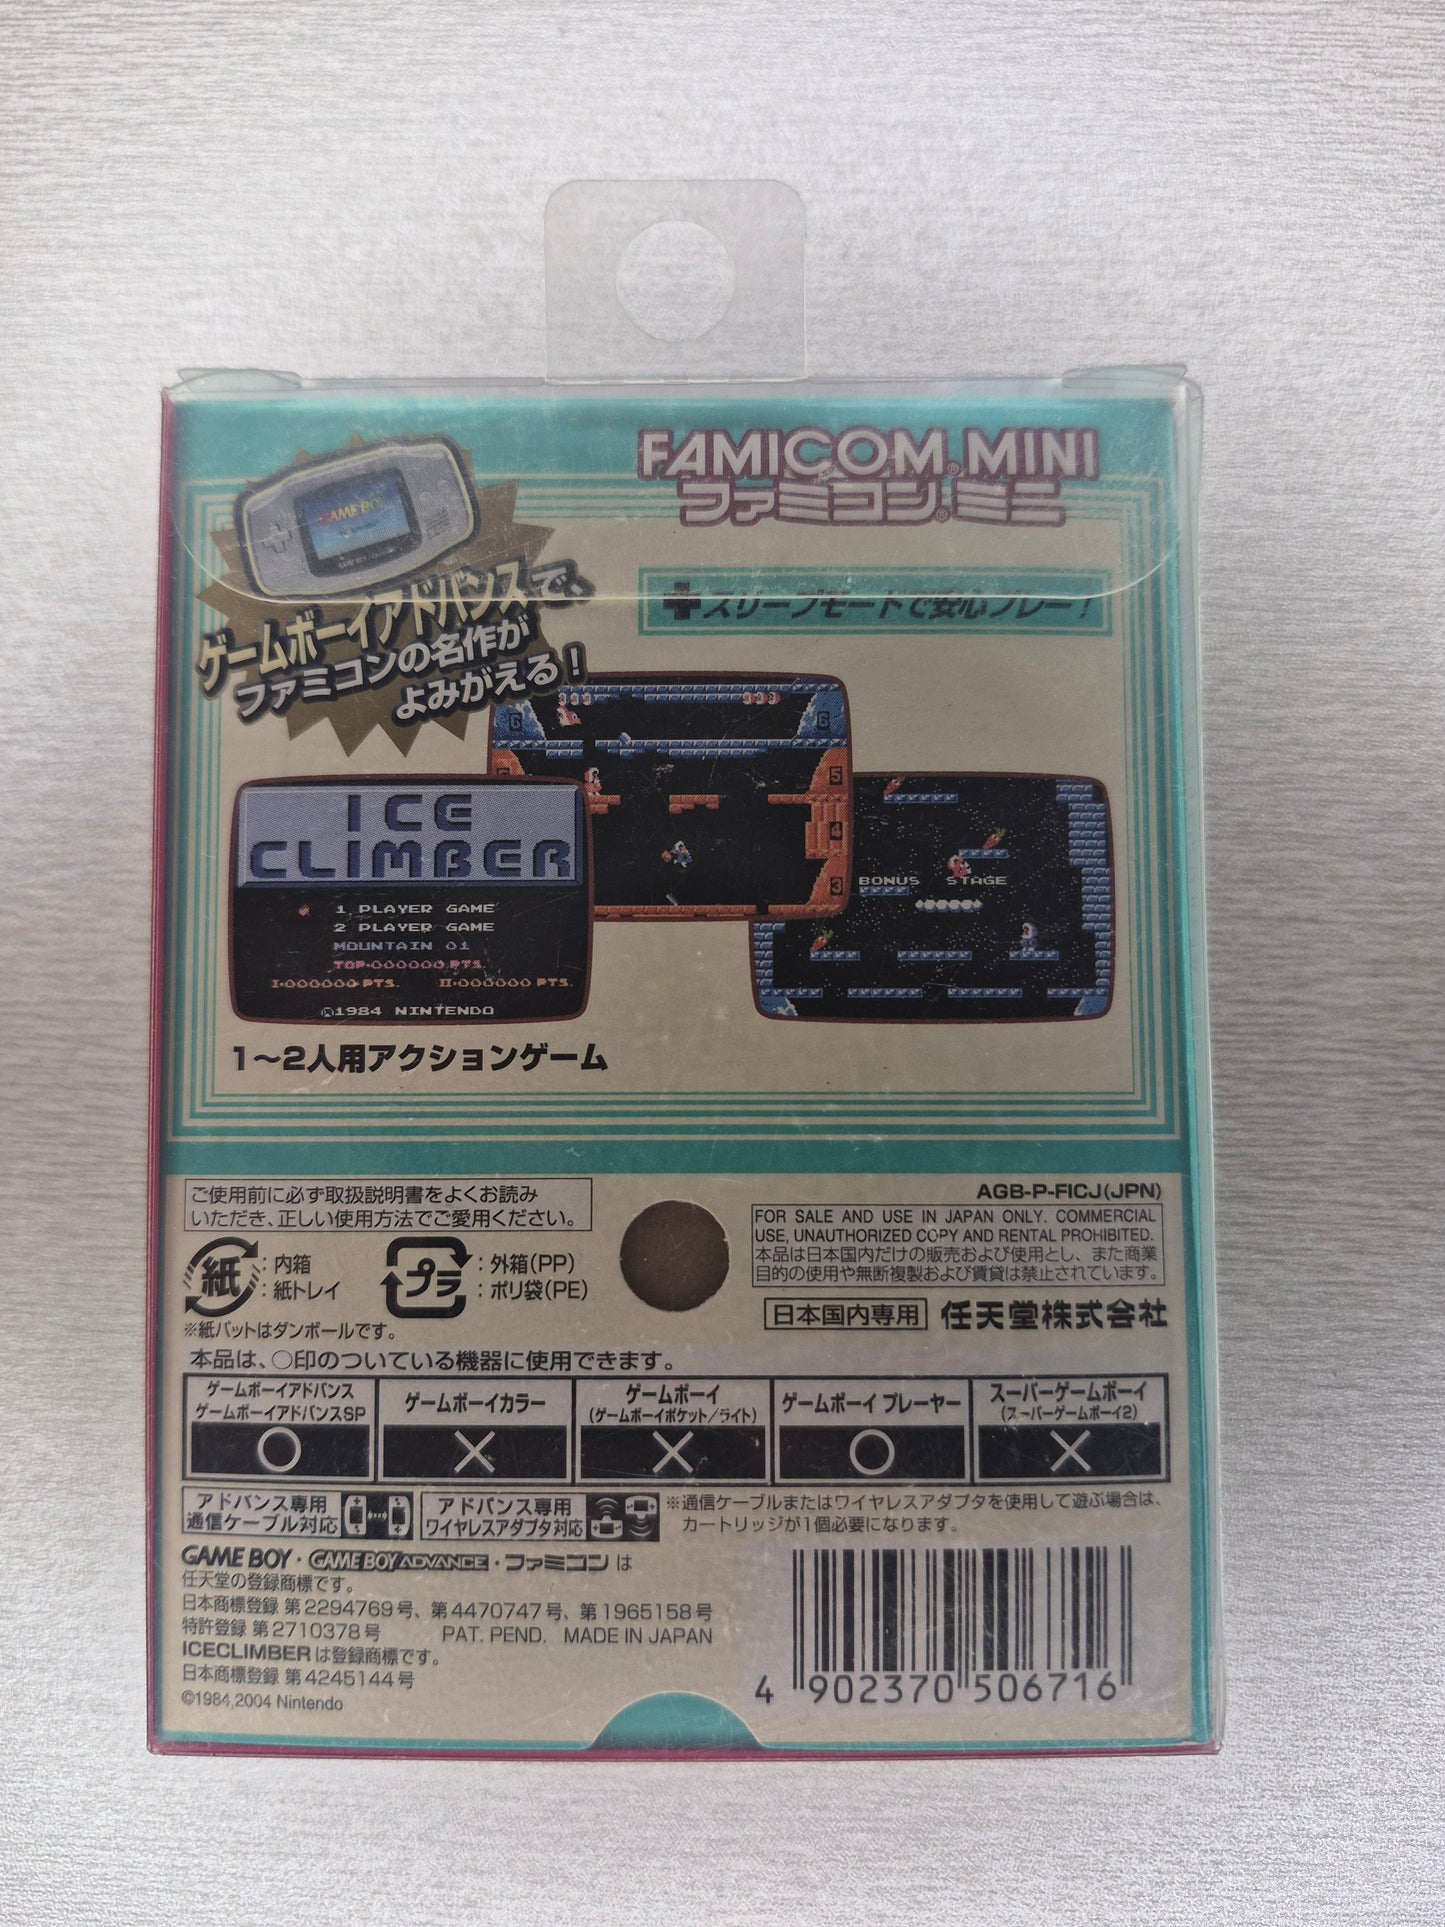 FAMICOM MINI
ファミコン ミニ
GAME BOY
ゲームボーイアドバンスで、
ファミコンの名作が
よみがえる!
スリープモードで安心プレー!
6 6
5
4
3
ICE
CLIMBER
1 PLAYER GAME
2 PLAYER GAME
MOUNTAIN 01
TOP.000000 PTS.
I.000000 PTS. II.000000 PTS.
©1984 NINTENDO
BONUS STAGE
1〜2人用アクションゲーム
ご使用前に必ず取扱説明書をよくお読み
いただき、正しい使用方法でご愛用ください。
紙 :内箱
:紙トレイ
プラ :外箱(PP)
:ポリ袋(PE)
※紙パットはダンボールです。
AGB-P-FICJ(JPN)
FOR SALE AND USE IN JAPAN ONLY. COMMERCIAL
USE, UNAUTHORIZED COPY AND RENTAL PROHIBITED.
本品は日本国内だけの販売および使用とし、また商業
目的の使用や無断複製および賃貸は禁止されています。
日本国内専用 任天堂株式会社
本品は、○印のついている機器に使用できます。
ゲームボーイアドバンス
ゲームボーイアドバンスSP
○
ゲームボーイカラー
×
ゲームボーイ
(ゲームボーイポケット/ライト)
×
ゲームボーイ プレーヤー
○
スーパーゲームボーイ
(スーパーゲームボーイ2)
×
アドバンス専用
通信ケーブル対応
アドバンス専用
ワイヤレスアダプタ対応
※通信ケーブルまたはワイヤレスアダプタを使用して遊ぶ場合は、
カートリッジが1個必要になります。
GAME BOY・GAME BOY ADVANCE・ファミコン は
任天堂の登録商標です。
日本商標登録 第2294769号、第4470747号、第1965158号
特許登録 第2710378号 PAT. PEND. MADE IN JAPAN
ICECLIMBERは登録商標です。
日本商標登録 第4245144号
©1984,2004 Nintendo
4 902370 506716